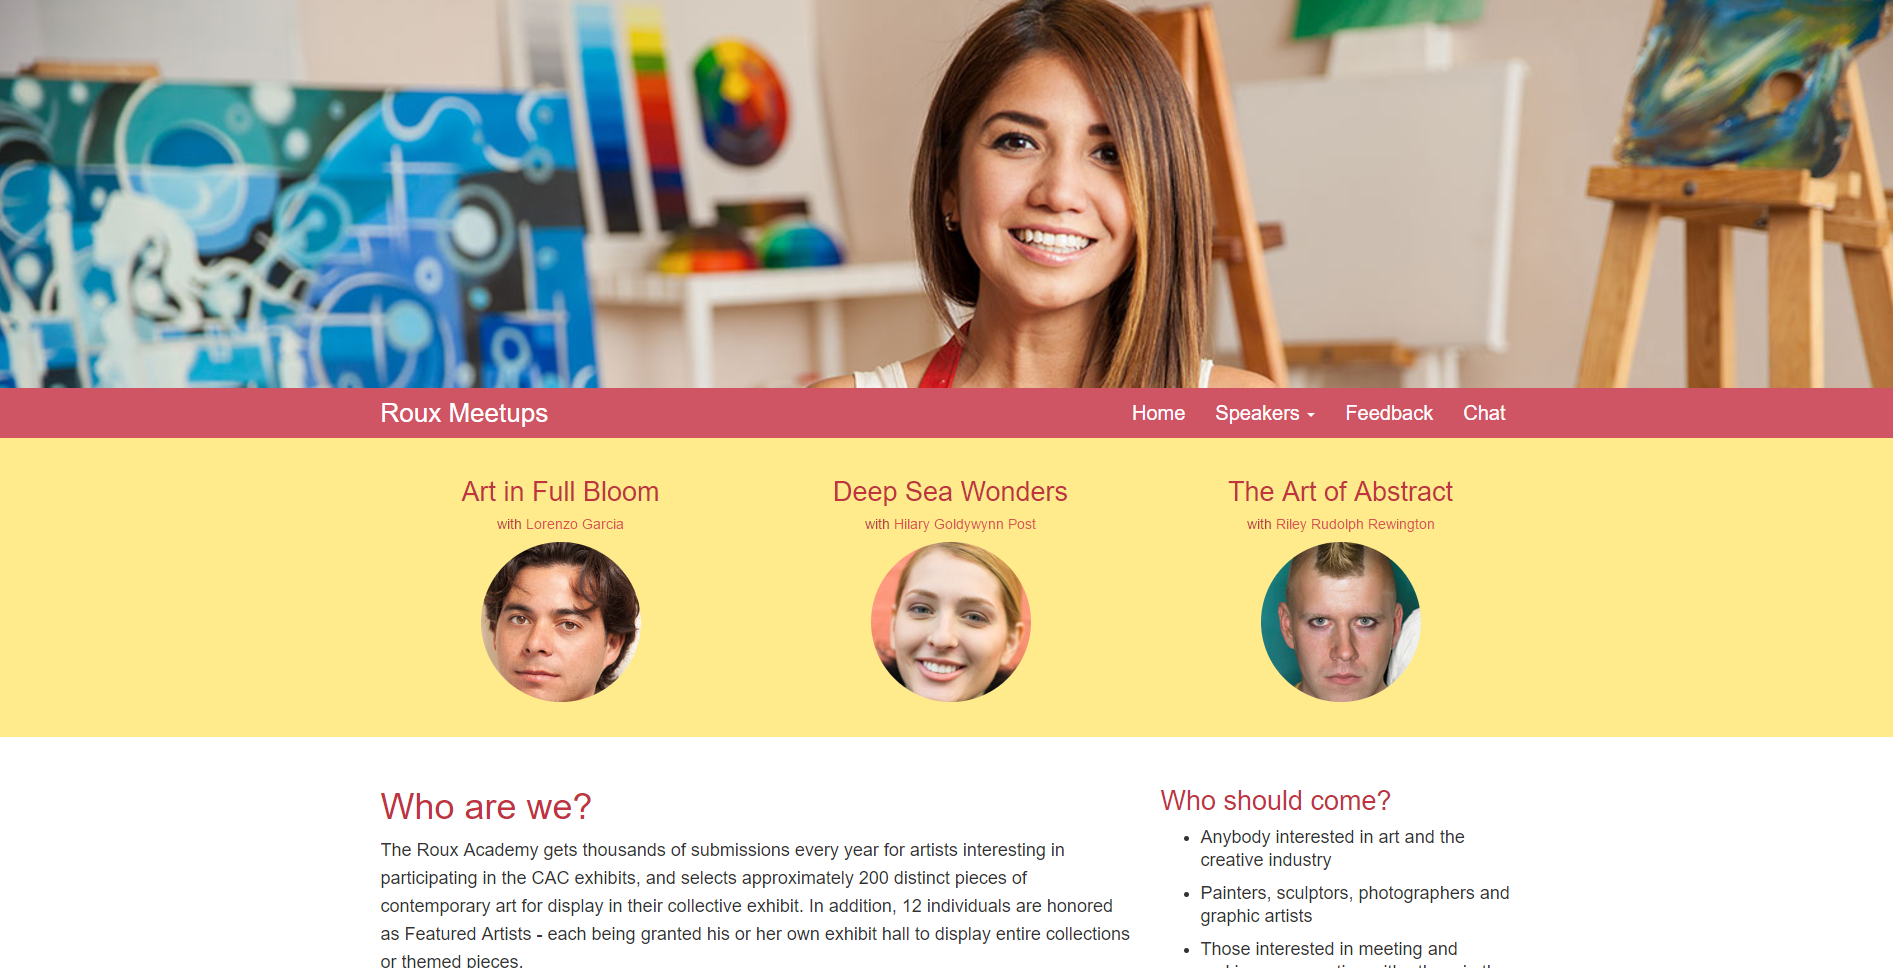 Roux Meetups
Home Speakers Feedback Chat
Art in Full Bloom
with Lorenzo Garcia
Deep Sea Wonders
with Hilary Goldywynn Post
The Art of Abstract
with Riley Rudolph Rewington
Who are we?
The Roux Academy gets thousands of submissions every year for artists interesting in
participating in the CAC exhibits, and selects approximately 200 distinct pieces of
contemporary art for display in their collective exhibit. In addition, 12 individuals are honored
as Featured Artists - each being granted his or her own exhibit hall to display entire collections
or themed pieces.
Who should come?
Anybody interested in art and the
creative industry
Painters, sculptors, photographers and
graphic artists
Those interested in meeting and